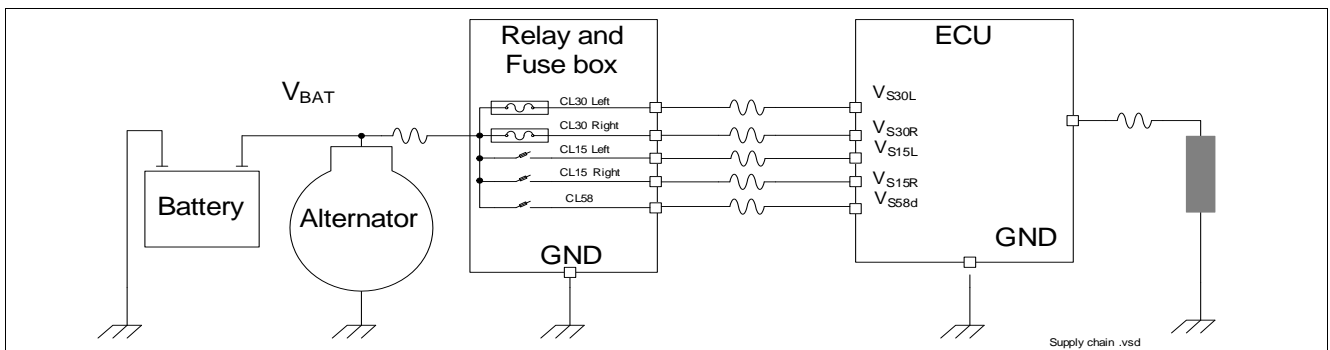 Relay and
Fuse box
ECU
VBAT
CL30 Left
VS30L
CL30 Right
VS30R
CL15 Left
VS15L
CL15 Right
VS15R
CL58
VS58d
Battery
Alternator
GND
GND
Supply chain .vsd